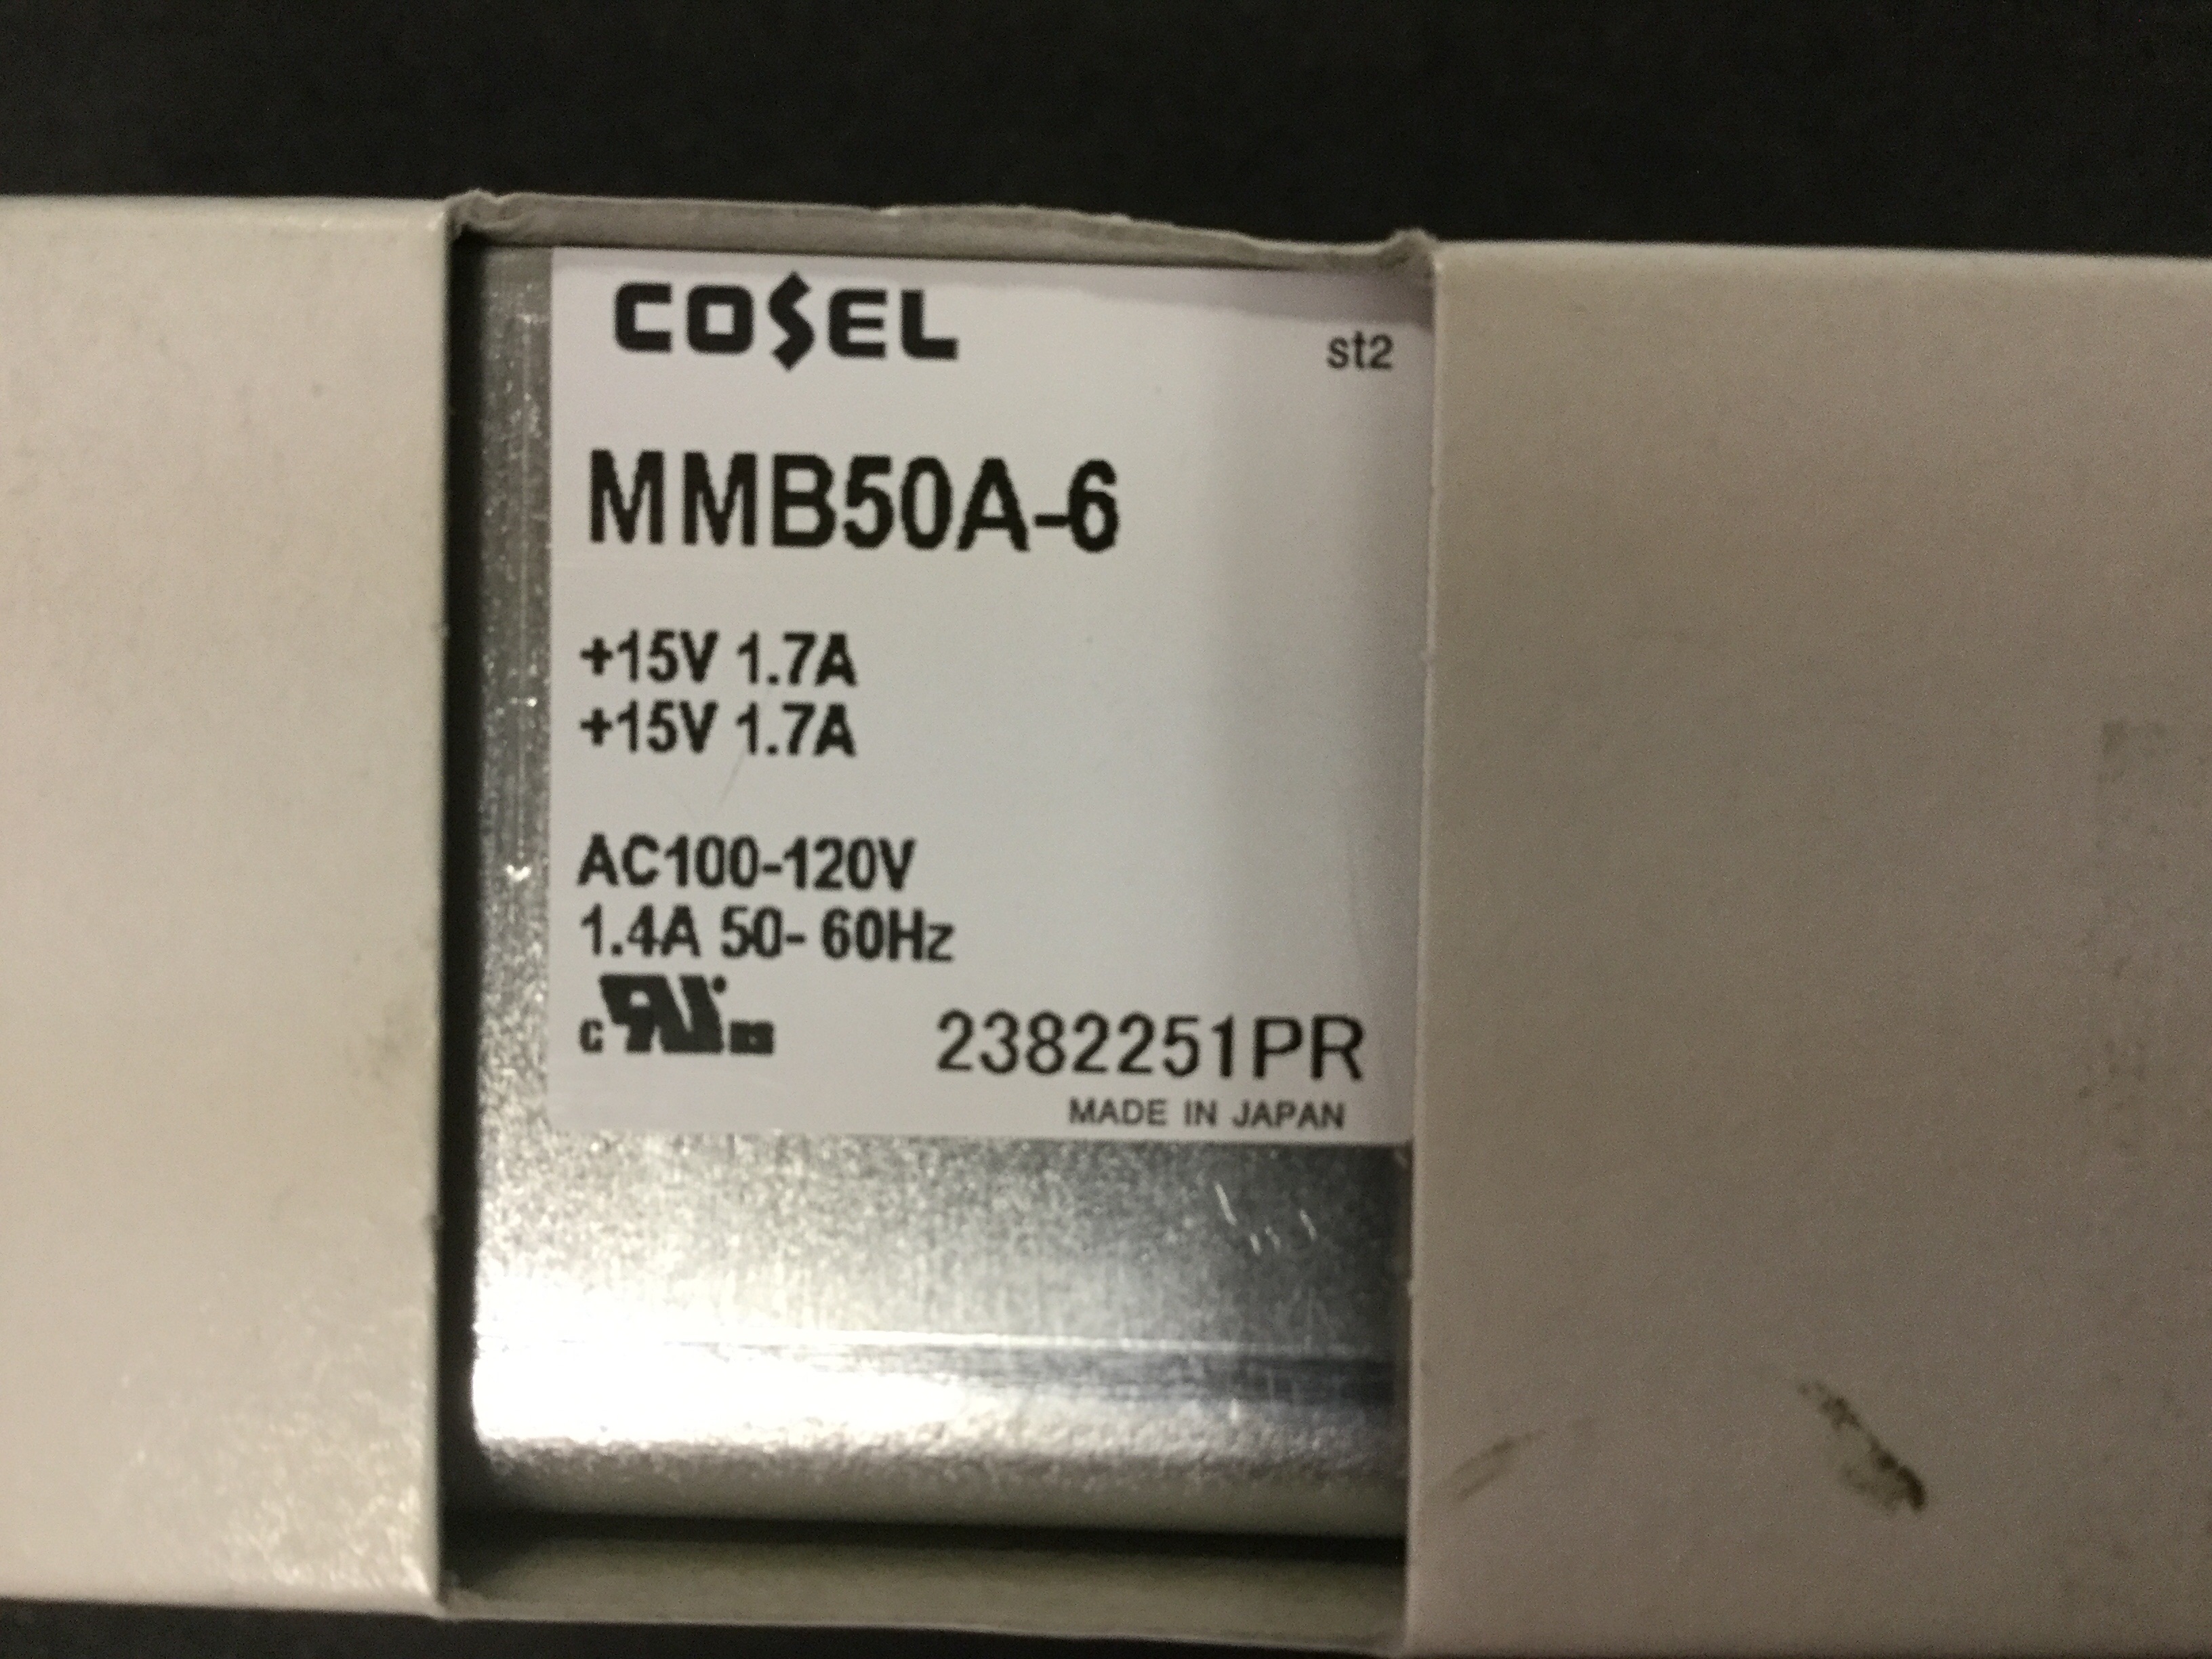 COSEL
st2
MMB50A-6
+15V 1.7A
+15V 1.7A
AC100-120V
1.4A 50- 60Hz
2382251PR
MADE IN JAPAN